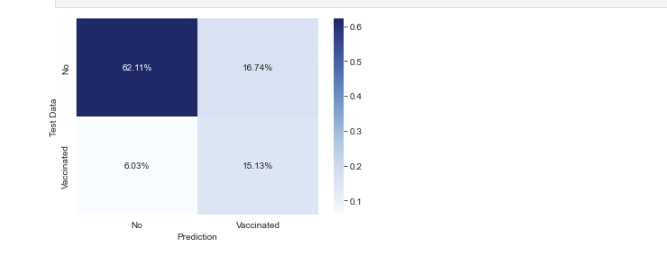 0.6
No
62.11%
16.74%
0.5
0.4
Test Data
0.3
Vaccinated
6.03%
15.13%
0.2
0.1
No
Vaccinated
Prediction